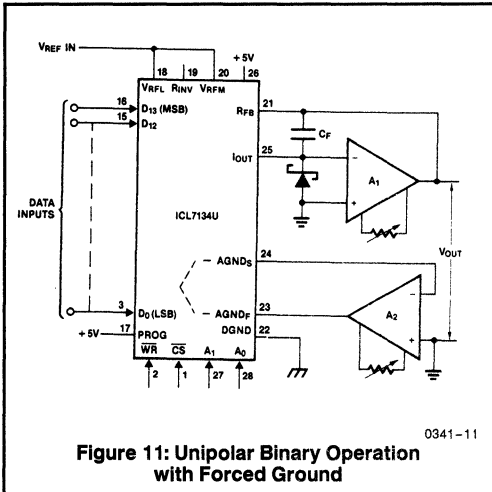 VREF IN
+5V
18 19 20 26
VRFL RINV VRFM
16 D13 (MSB)
15 D12
RFB 21
CF
IOUT 25
A1
DATA
INPUTS
ICL7134U
VOUT
AGNDS 24
A2
3 D0 (LSB)
AGNDF 23
+5V 17 PROG
DGND 22
WR CS A1 A0
2 1 27 28
0341-11
Figure 11: Unipolar Binary Operation
with Forced Ground